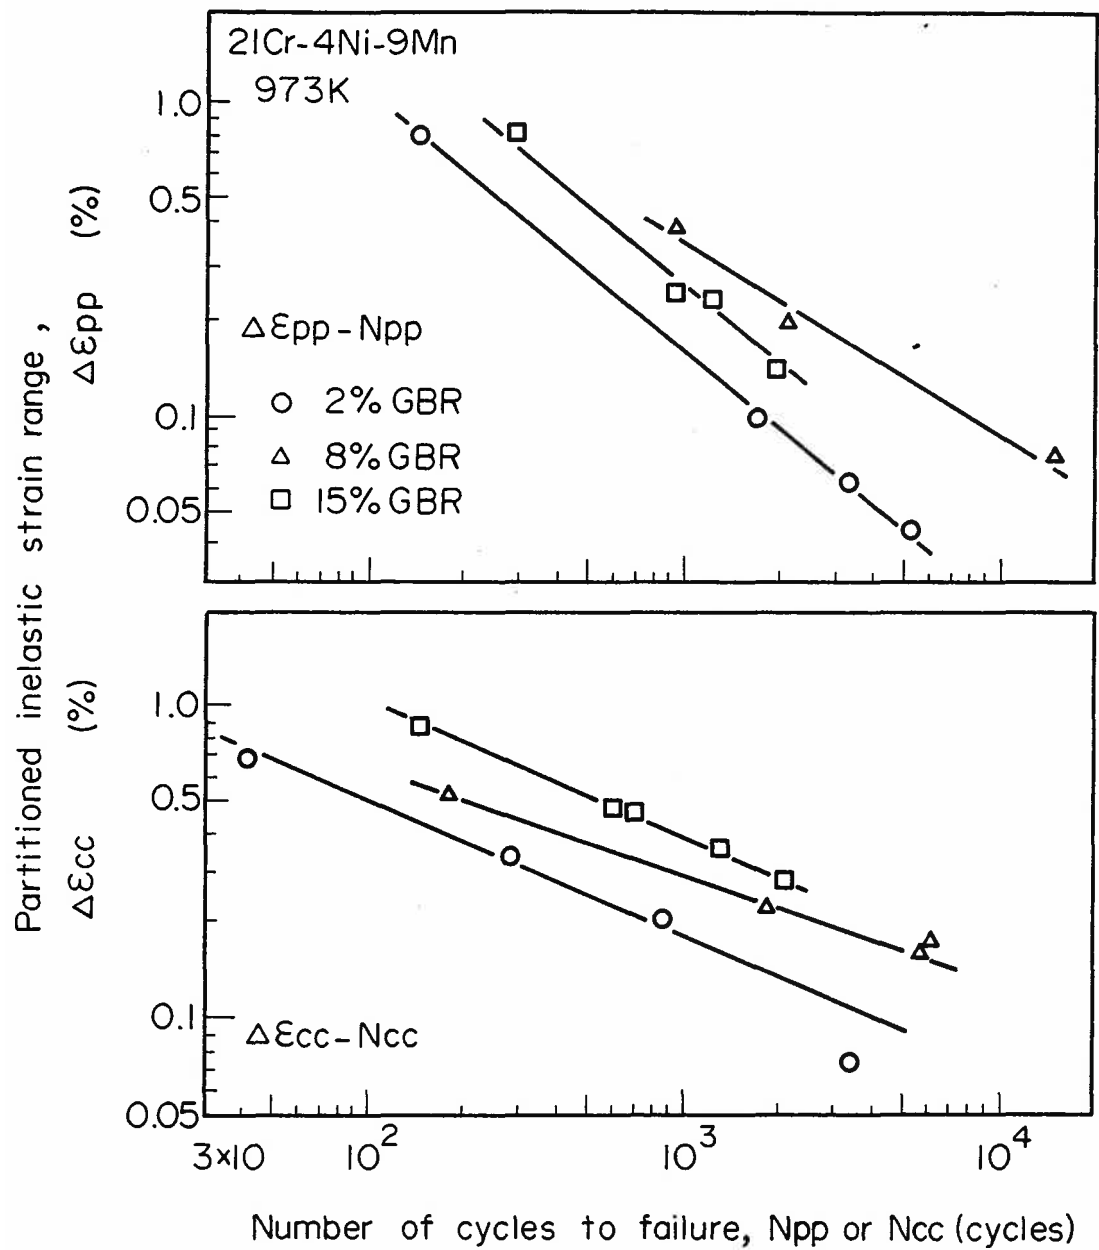 21Cr-4Ni-9Mn
973K
1.0
0.5
0.1
0.05
Δεpp (%)
Δεpp-Npp
○ 2% GBR
△ 8% GBR
□ 15% GBR
Partitioned inelastic strain range,
Δεcc (%)
1.0
0.5
0.1
0.05
Δεcc-Ncc
3×10 10² 10³ 10⁴
Number of cycles to failure, Npp or Ncc (cycles)